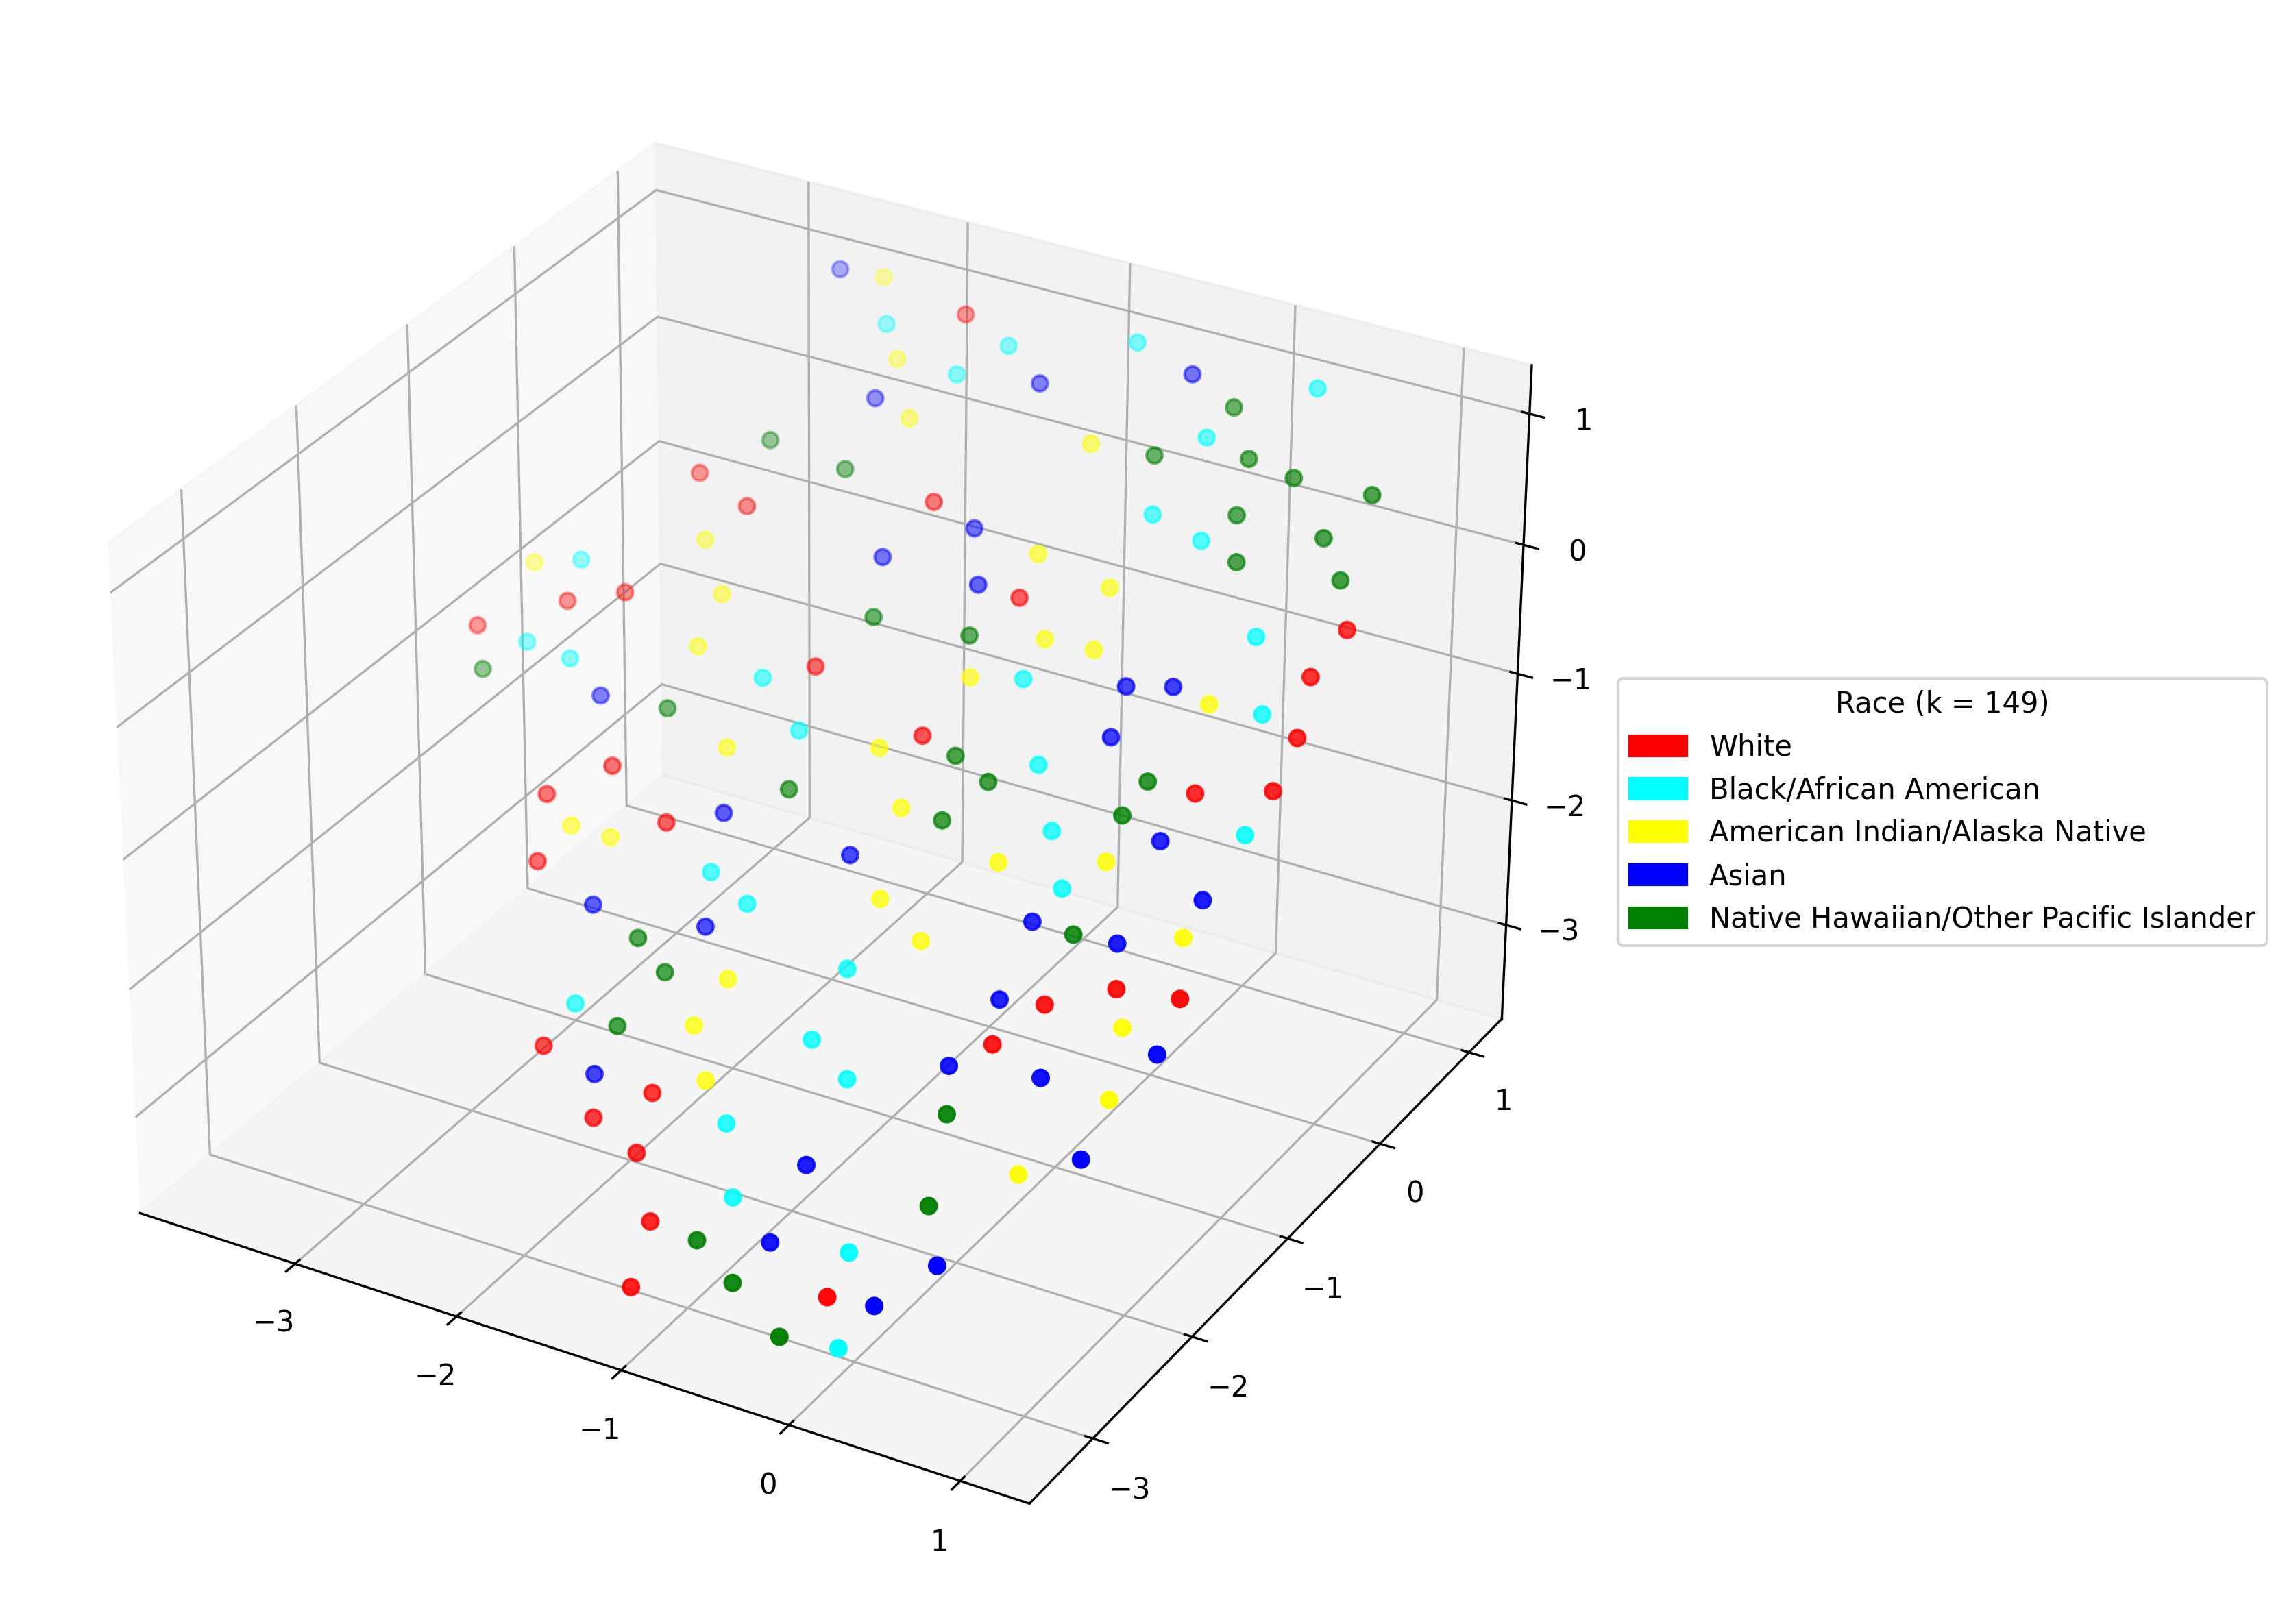 1
0
−1
−2
−3
Race (k = 149)
White
Black/African American
American Indian/Alaska Native
Asian
Native Hawaiian/Other Pacific Islander
1
0
−1
−2
−3
−3
−2
−1
0
1